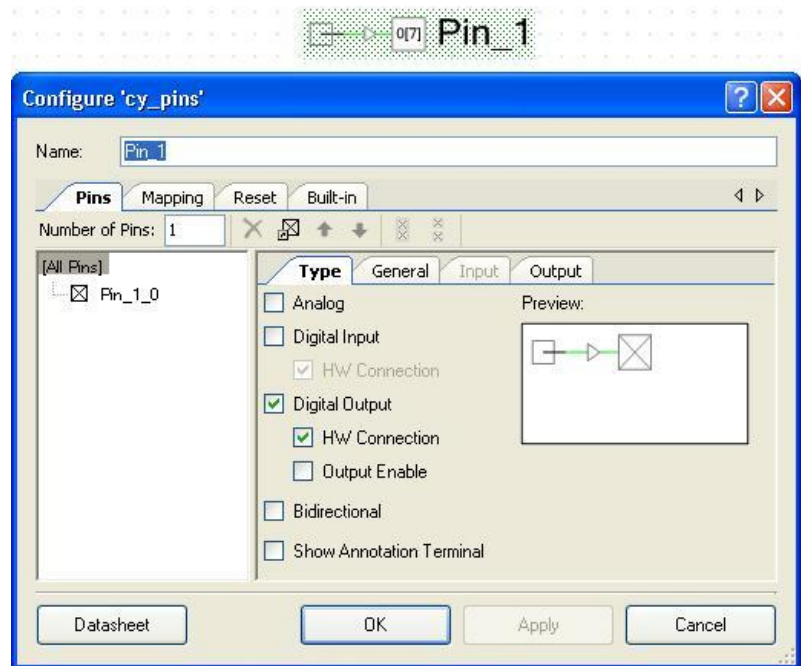 0[7] Pin_1
Configure 'cy_pins'
Name: Pin_1
Pins Mapping Reset Built-in
Number of Pins: 1
[All Pins]
Pin_1_0
Type General Input Output
Analog
Preview:
Digital Input
HW Connection
Digital Output
HW Connection
Output Enable
Bidirectional
Show Annotation Terminal
Datasheet OK Apply Cancel